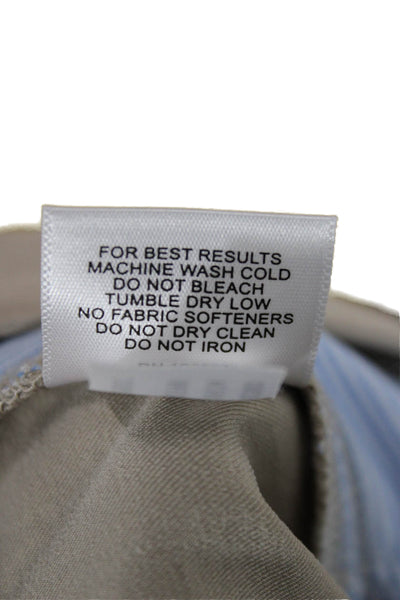 FOR BEST RESULTS
MACHINE WASH COLD
DO NOT BLEACH
TUMBLE DRY LOW
NO FABRIC SOFTENERS
DO NOT DRY CLEAN
DO NOT IRON